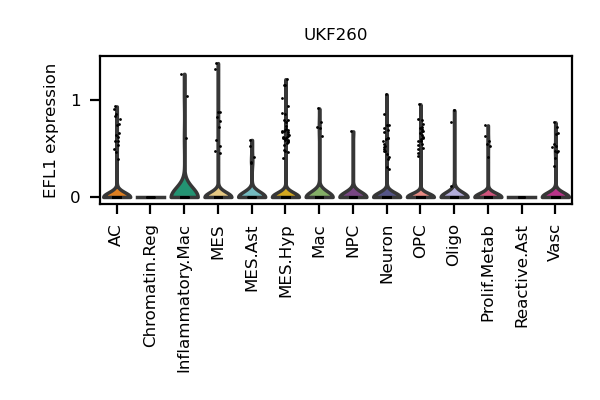 UKF260
EFL1 expression
1
0
AC
Chromatin.Reg
Inflammatory.Mac
MES
MES.Ast
MES.Hyp
Mac
NPC
Neuron
OPC
Oligo
Prolif.Metab
Reactive.Ast
Vasc